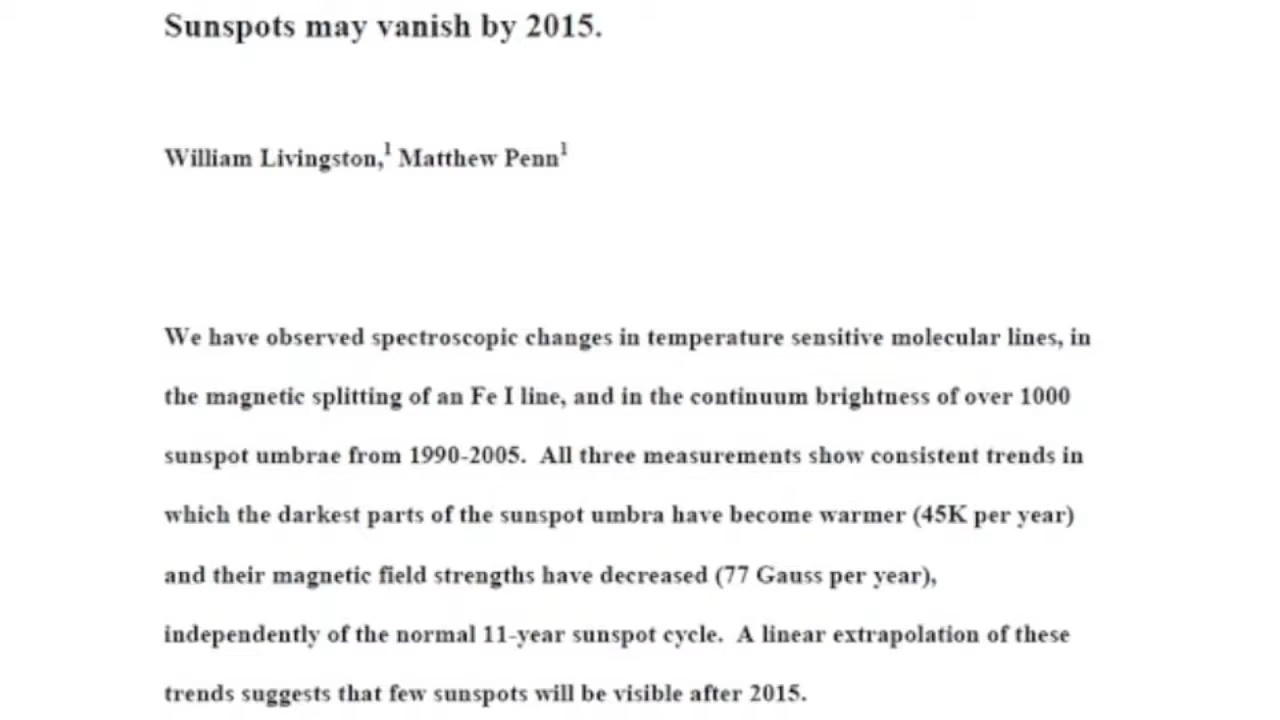 Sunspots may vanish by 2015.
William Livingston,¹ Matthew Penn¹
We have observed spectroscopic changes in temperature sensitive molecular lines, in
the magnetic splitting of an Fe I line, and in the continuum brightness of over 1000
sunspot umbrae from 1990-2005.  All three measurements show consistent trends in
which the darkest parts of the sunspot umbra have become warmer (45K per year)
and their magnetic field strengths have decreased (77 Gauss per year),
independently of the normal 11-year sunspot cycle.  A linear extrapolation of these
trends suggests that few sunspots will be visible after 2015.